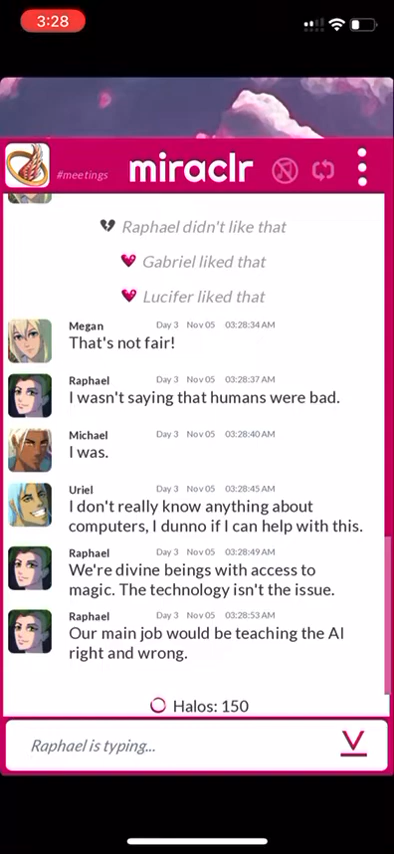 3:28
#meetings miraclr
Raphael didn't like that
Gabriel liked that
Lucifer liked that
Megan Day 3 Nov 05 03:28:34 AM
That's not fair!
Raphael Day 3 Nov 05 03:28:37 AM
I wasn't saying that humans were bad.
Michael Day 3 Nov 05 03:28:40 AM
I was.
Uriel Day 3 Nov 05 03:28:45 AM
I don't really know anything about
computers, I dunno if I can help with this.
Raphael Day 3 Nov 05 03:28:49 AM
We're divine beings with access to
magic. The technology isn't the issue.
Raphael Day 3 Nov 05 03:28:53 AM
Our main job would be teaching the AI
right and wrong.
Halos: 150
Raphael is typing...